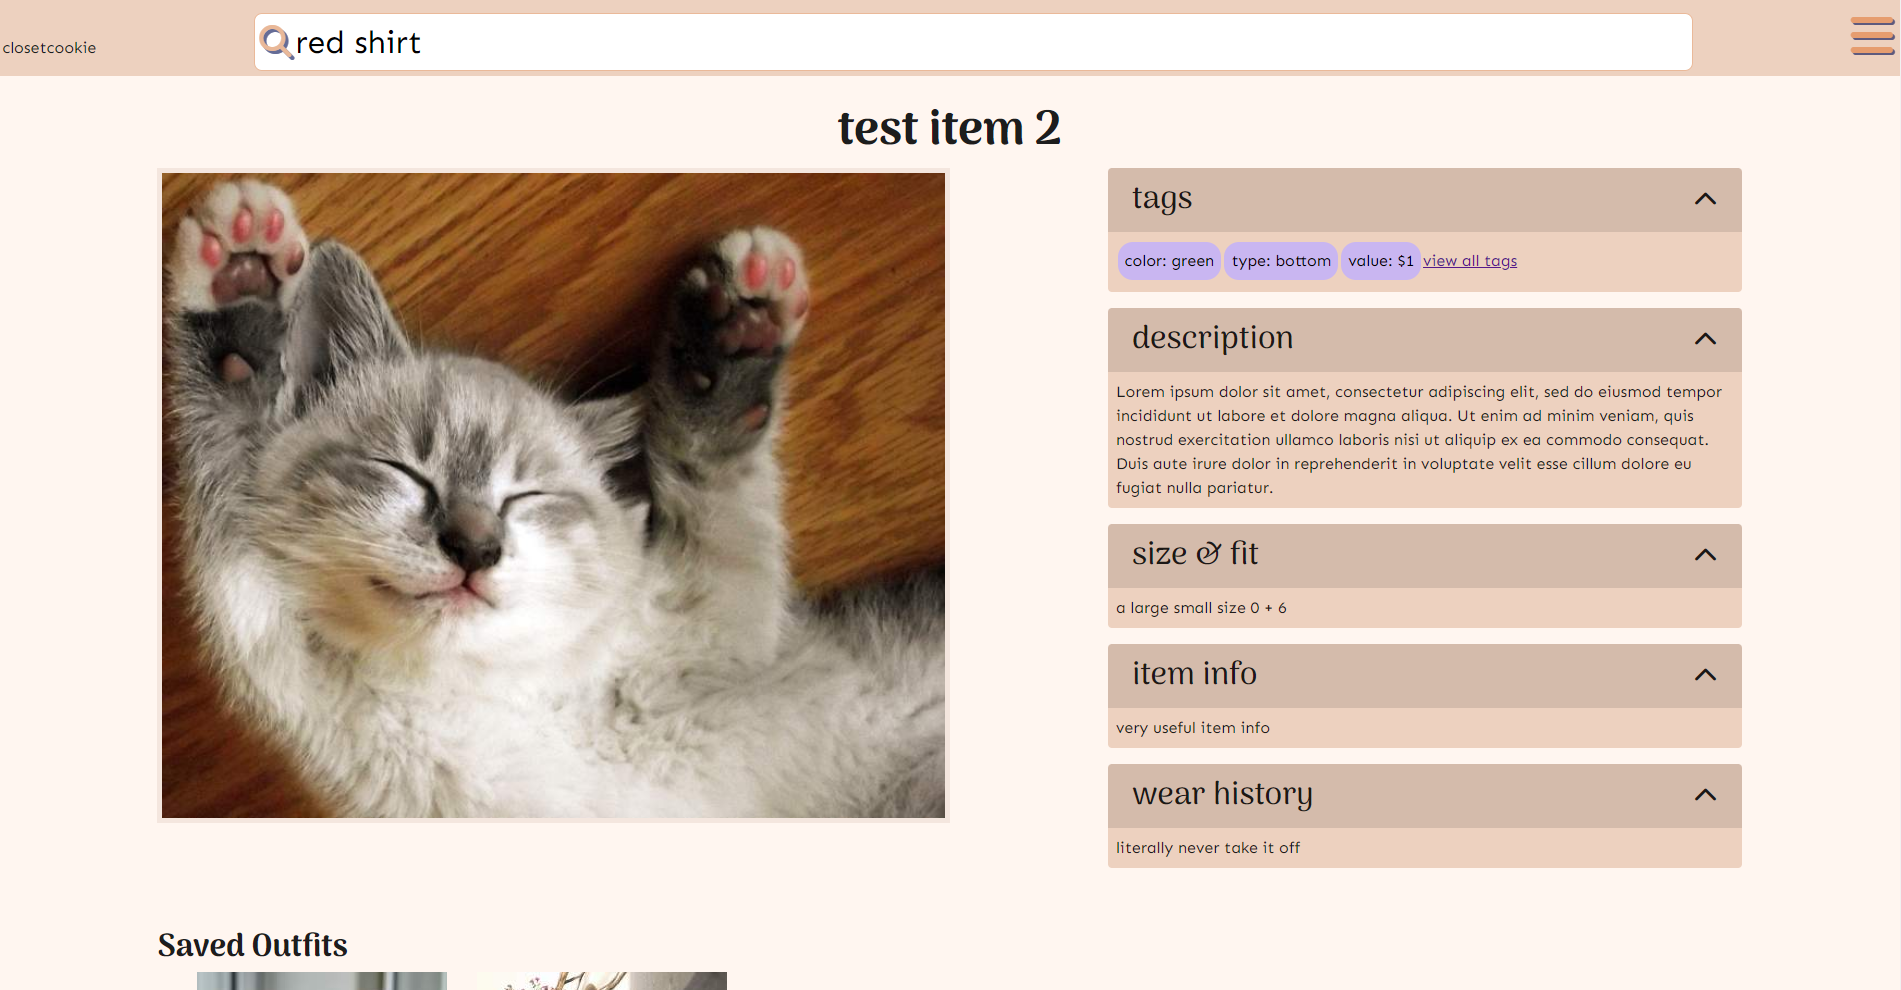 closetcookie
red shirt
test item 2
tags
color: green type: bottom value: $1 view all tags
description
Lorem ipsum dolor sit amet, consectetur adipiscing elit, sed do eiusmod tempor
incididunt ut labore et dolore magna aliqua. Ut enim ad minim veniam, quis
nostrud exercitation ullamco laboris nisi ut aliquip ex ea commodo consequat.
Duis aute irure dolor in reprehenderit in voluptate velit esse cillum dolore eu
fugiat nulla pariatur.
size & fit
a large small size 0 + 6
item info
very useful item info
wear history
literally never take it off
Saved Outfits